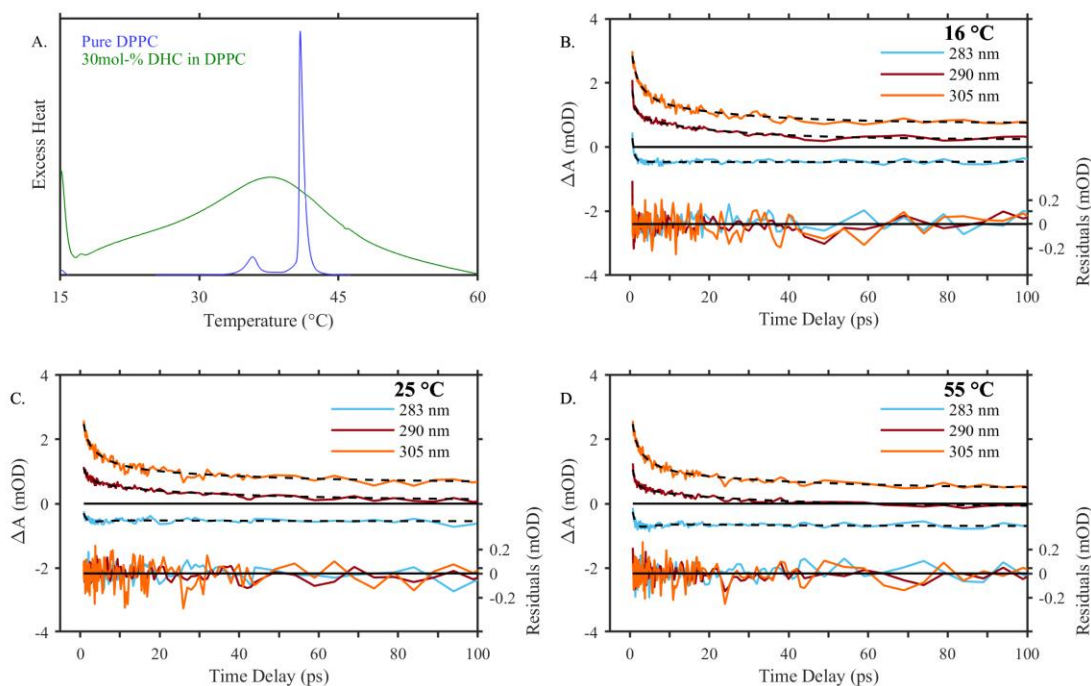 A.
Pure DPPC
30mol-% DHC in DPPC
Excess Heat
15 30 45 60
Temperature (°C)
B.
16 °C
283 nm
290 nm
305 nm
4
2
0
-2
-4
ΔA (mOD)
0.2
0
-0.2
Residuals (mOD)
0 20 40 60 80 100
Time Delay (ps)
C.
25 °C
283 nm
290 nm
305 nm
4
2
0
-2
-4
ΔA (mOD)
0.2
0
-0.2
Residuals (mOD)
0 20 40 60 80 100
Time Delay (ps)
D.
55 °C
283 nm
290 nm
305 nm
4
2
0
-2
-4
ΔA (mOD)
0.2
0
-0.2
Residuals (mOD)
0 20 40 60 80 100
Time Delay (ps)